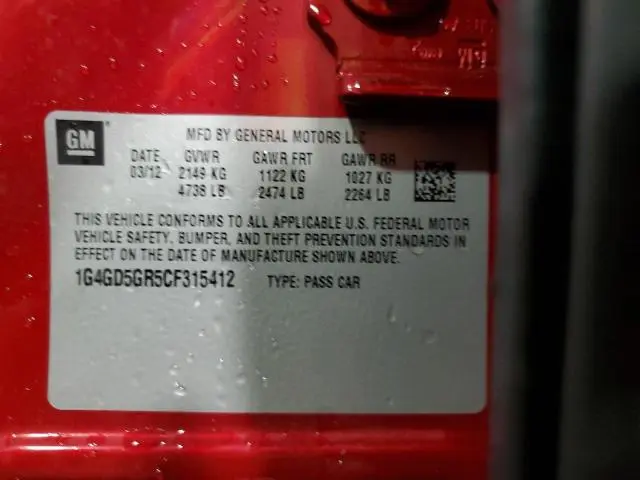 GM
MFD BY GENERAL MOTORS LLC
DATE GVWR GAWR FRT GAWR RR
03/12 2149 KG 1122 KG 1027 KG
4738 LB 2474 LB 2264 LB
THIS VEHICLE CONFORMS TO ALL APPLICABLE U.S. FEDERAL MOTOR
VEHICLE SAFETY, BUMPER, AND THEFT PREVENTION STANDARDS IN
EFFECT ON THE DATE OF MANUFACTURE SHOWN ABOVE.
1G4GD5GR5CF315412 TYPE: PASS CAR